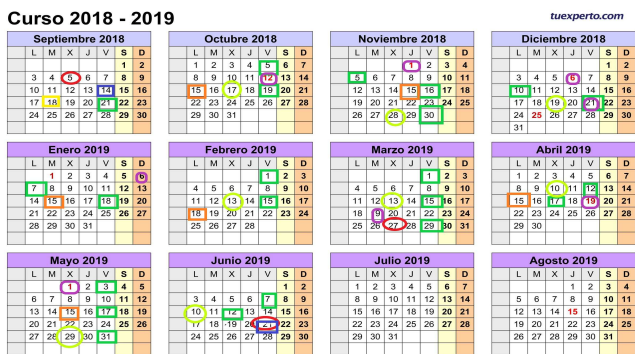 Curso 2018 - 2019
tuexperto.com
Septiembre 2018
L M X J V S D
1 2
3 4 5 6 7 8 9
10 11 12 13 14 15 16
17 18 19 20 21 22 23
24 25 26 27 28 29 30
Octubre 2018
L M X J V S D
1 2 3 4 5 6 7
8 9 10 11 12 13 14
15 16 17 18 19 20 21
22 23 24 25 26 27 28
29 30 31
Noviembre 2018
L M X J V S D
1 2 3 4
5 6 7 8 9 10 11
12 13 14 15 16 17 18
19 20 21 22 23 24 25
26 27 28 29 30
Diciembre 2018
L M X J V S D
1 2
3 4 5 6 7 8 9
10 11 12 13 14 15 16
17 18 19 20 21 22 23
24 25 26 27 28 29 30
31
Enero 2019
L M X J V S D
1 2 3 4 5 6
7 8 9 10 11 12 13
14 15 16 17 18 19 20
21 22 23 24 25 26 27
28 29 30 31
Febrero 2019
L M X J V S D
1 2 3
4 5 6 7 8 9 10
11 12 13 14 15 16 17
18 19 20 21 22 23 24
25 26 27 28
Marzo 2019
L M X J V S D
1 2 3
4 5 6 7 8 9 10
11 12 13 14 15 16 17
18 19 20 21 22 23 24
25 26 27 28 29 30 31
Abril 2019
L M X J V S D
1 2 3 4 5 6 7
8 9 10 11 12 13 14
15 16 17 18 19 20 21
22 23 24 25 26 27 28
29 30
Mayo 2019
L M X J V S D
1 2 3 4 5
6 7 8 9 10 11 12
13 14 15 16 17 18 19
20 21 22 23 24 25 26
27 28 29 30 31
Junio 2019
L M X J V S D
1 2
3 4 5 6 7 8 9
10 11 12 13 14 15 16
17 18 19 20 21 22 23
24 25 26 27 28 29 30
Julio 2019
L M X J V S D
1 2 3 4 5 6 7
8 9 10 11 12 13 14
15 16 17 18 19 20 21
22 23 24 25 26 27 28
29 30 31
Agosto 2019
L M X J V S D
1 2 3 4
5 6 7 8 9 10 11
12 13 14 15 16 17 18
19 20 21 22 23 24 25
26 27 28 29 30 31